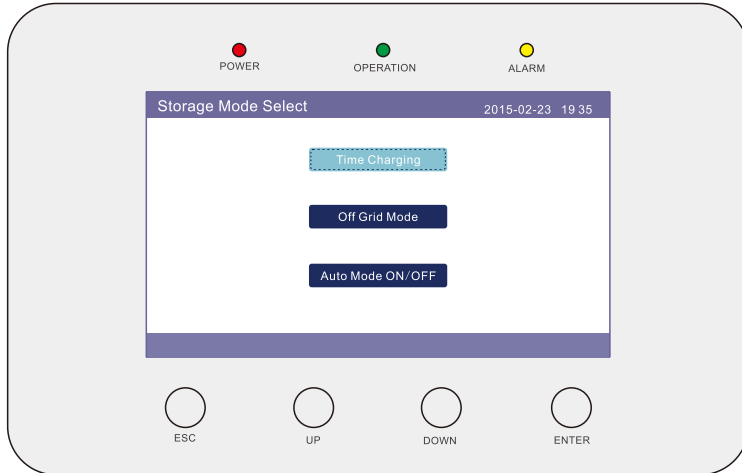 POWER OPERATION ALARM
Storage Mode Select 2015-02-23 19 35
Time Charging
Off Grid Mode
Auto Mode ON/OFF
ESC UP DOWN ENTER